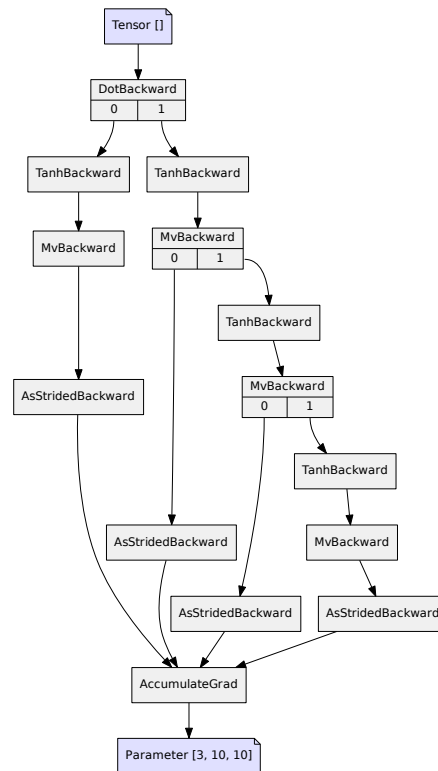 Tensor []
DotBackward
0 1
TanhBackward
TanhBackward
MvBackward
MvBackward
0 1
TanhBackward
MvBackward
0 1
AsStridedBackward
TanhBackward
AsStridedBackward
MvBackward
AsStridedBackward
AsStridedBackward
AccumulateGrad
Parameter [3, 10, 10]